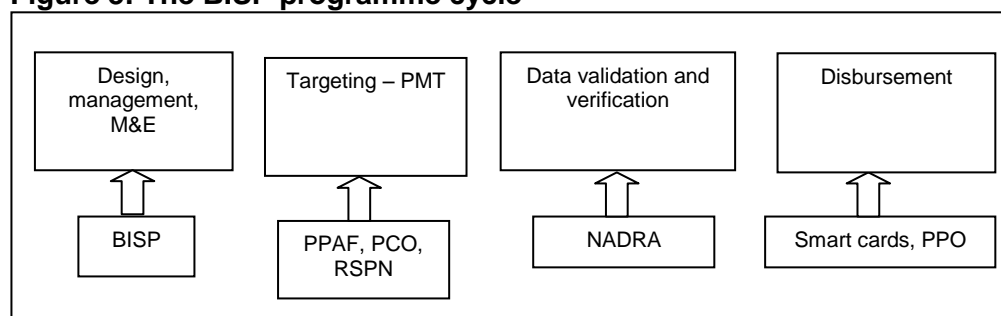 Figure The BISP programme cycle
Design,
management,
M&E
Targeting – PMT
Data validation and
verification
Disbursement
BISP
PPAF, PCO,
RSPN
NADRA
Smart cards, PPO